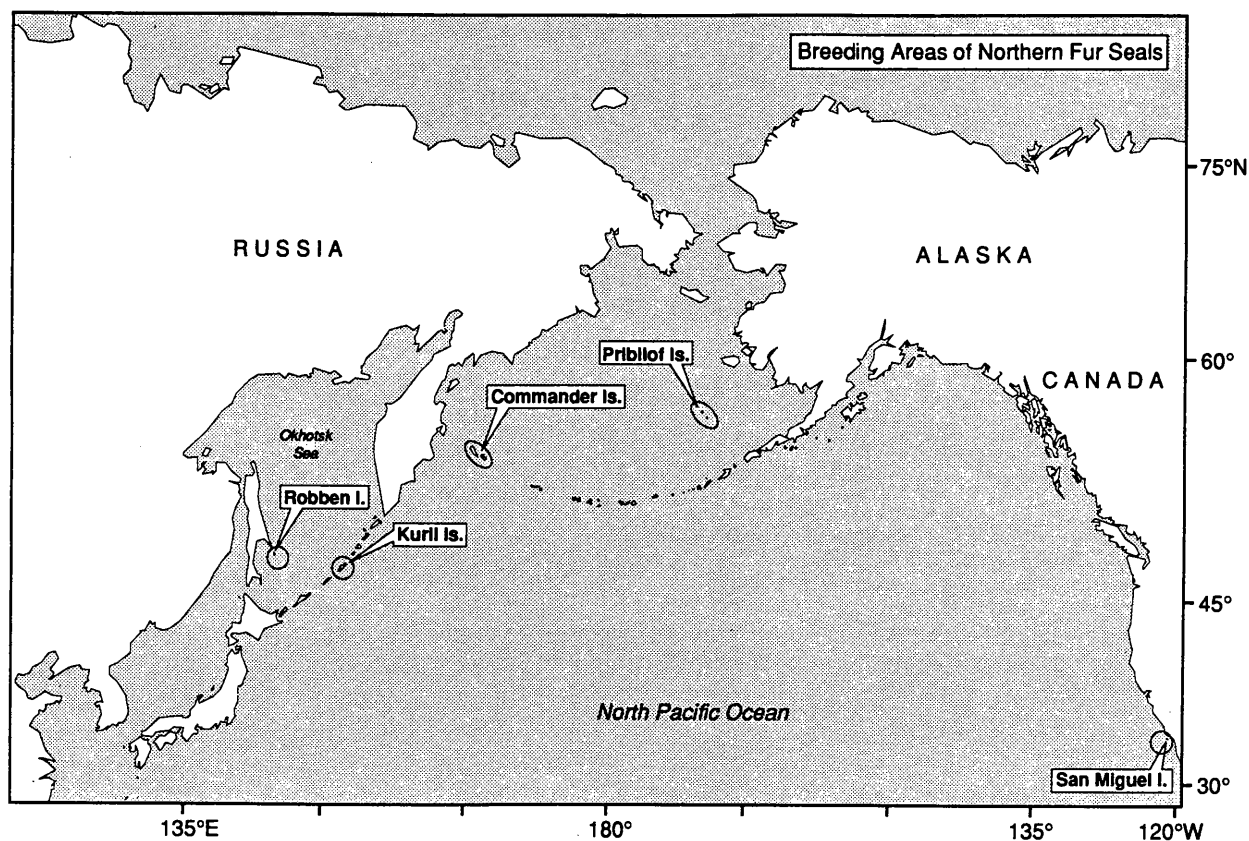 Breeding Areas of Northern Fur Seals
75°N
RUSSIA
ALASKA
Pribilof Is.
60°
CANADA
Commander Is.
Okhotsk
Sea
Robben I.
Kuril Is.
45°
North Pacific Ocean
San Miguel I.
30°
135°E
180°
135°
120°W